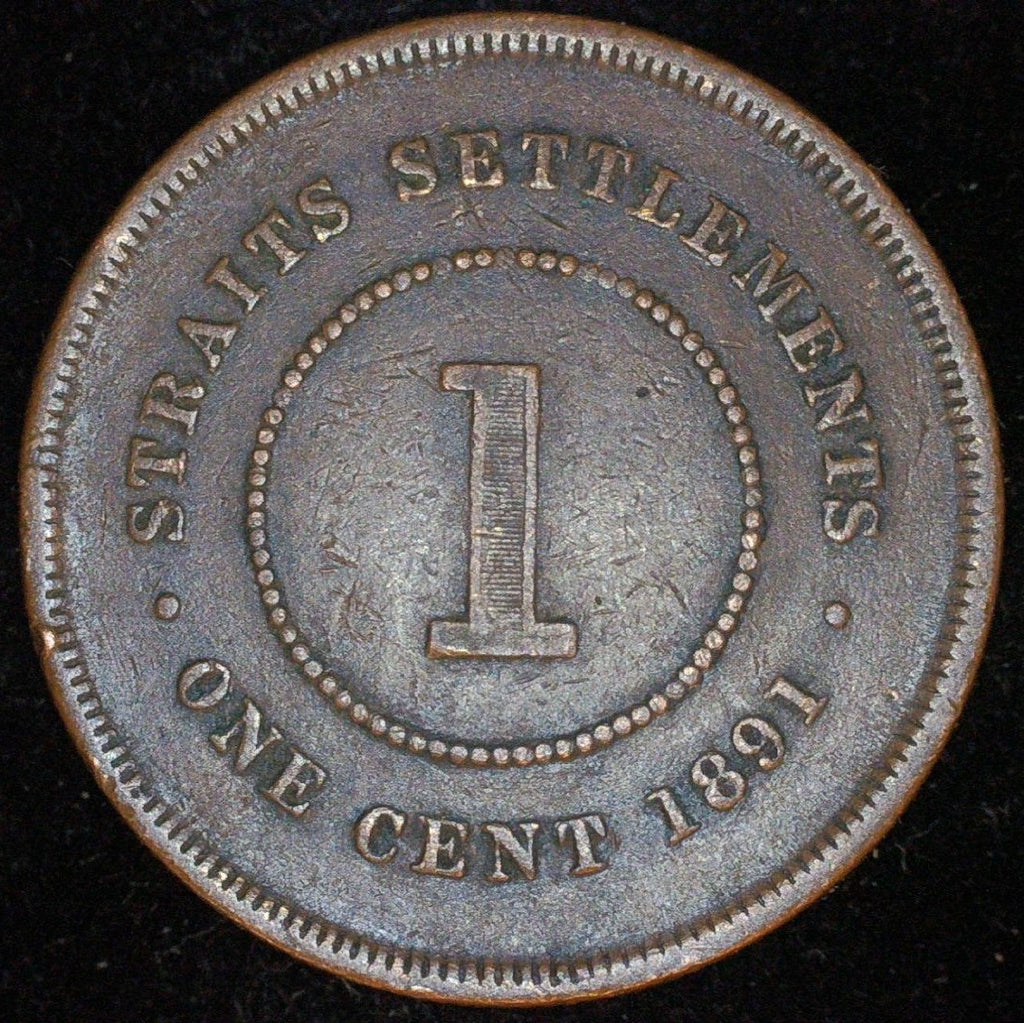 STRAITS SETTLEMENTS
1
ONE CENT 1891